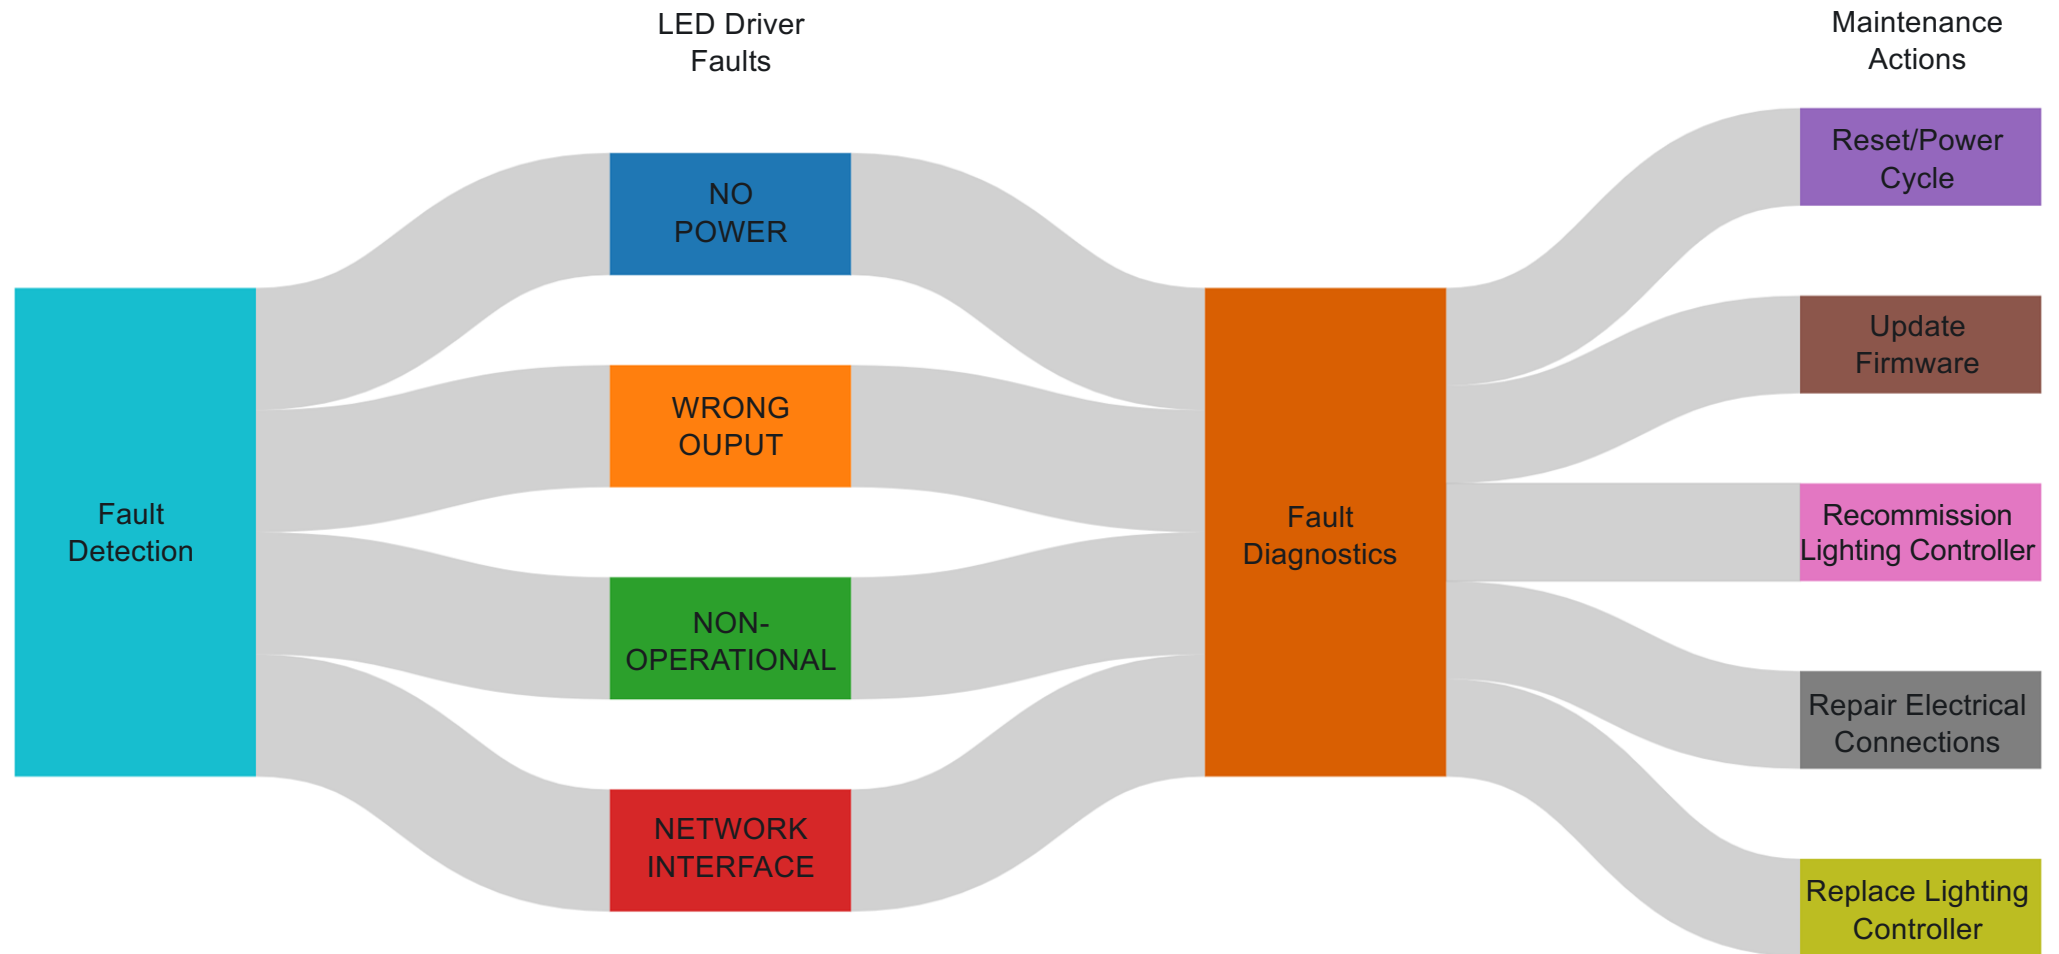 LED Driver
Faults
Maintenance
Actions
Fault
Detection
NO
POWER
WRONG
OUPUT
NON-
OPERATIONAL
NETWORK
INTERFACE
Fault
Diagnostics
Reset/Power
Cycle
Update
Firmware
Recommission
Lighting Controller
Repair Electrical
Connections
Replace Lighting
Controller